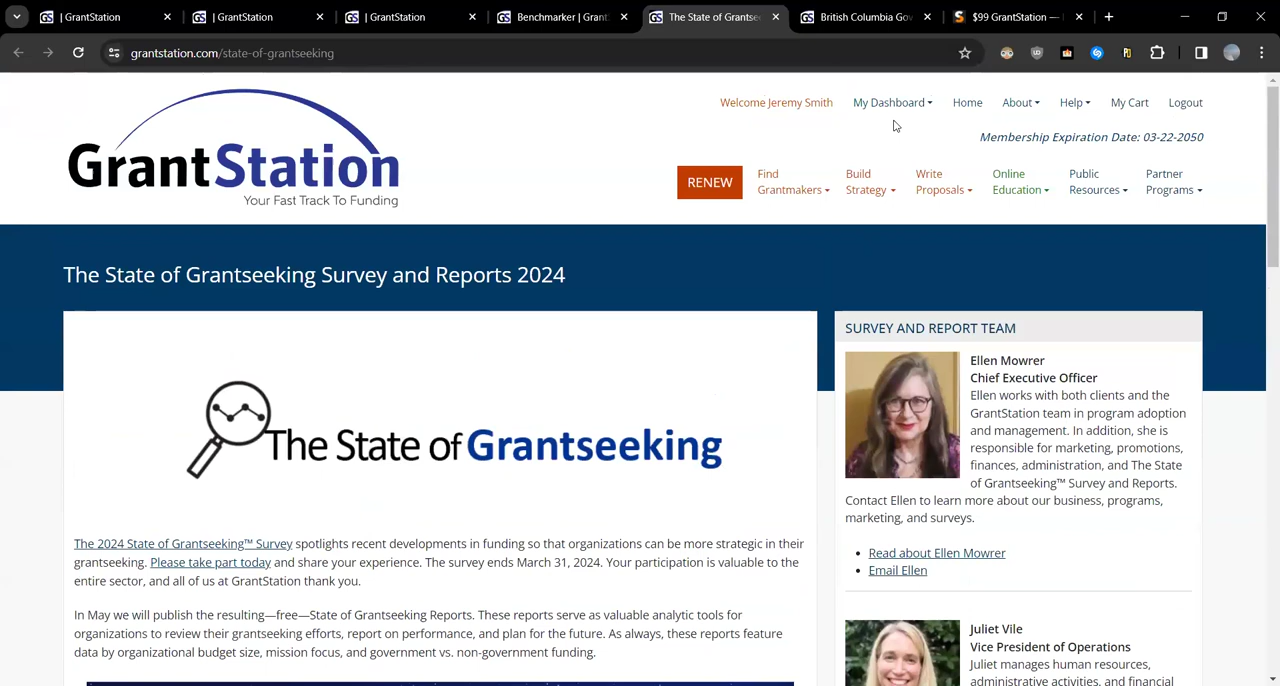 | GrantStation
| GrantStation
| GrantStation
Benchmarker | Grant
The State of Grantse
British Columbia Gov
$99 GrantStation —
grantstation.com/state-of-grantseeking
Welcome Jeremy Smith
My Dashboard
Home
About
Help
My Cart
Logout
Membership Expiration Date: 03-22-2050
GrantStation
Your Fast Track To Funding
RENEW
Find
Grantmakers
Build
Strategy
Write
Proposals
Online
Education
Public
Resources
Partner
Programs
The State of Grantseeking Survey and Reports 2024
The State of Grantseeking
The 2024 State of Grantseeking™ Survey spotlights recent developments in funding so that organizations can be more strategic in their
grantseeking. Please take part today and share your experience. The survey ends March 31, 2024. Your participation is valuable to the
entire sector, and all of us at GrantStation thank you.
In May we will publish the resulting—free—State of Grantseeking Reports. These reports serve as valuable analytic tools for
organizations to review their grantseeking efforts, report on performance, and plan for the future. As always, these reports feature
data by organizational budget size, mission focus, and government vs. non-government funding.
SURVEY AND REPORT TEAM
Ellen Mowrer
Chief Executive Officer
Ellen works with both clients and the
GrantStation team in program adoption
and management. In addition, she is
responsible for marketing, promotions,
finances, administration, and The State
of Grantseeking™ Survey and Reports.
Contact Ellen to learn more about our business, programs,
marketing, and surveys.
Read about Ellen Mowrer
Email Ellen
Juliet Vile
Vice President of Operations
Juliet manages human resources,
administrative activities, and financial